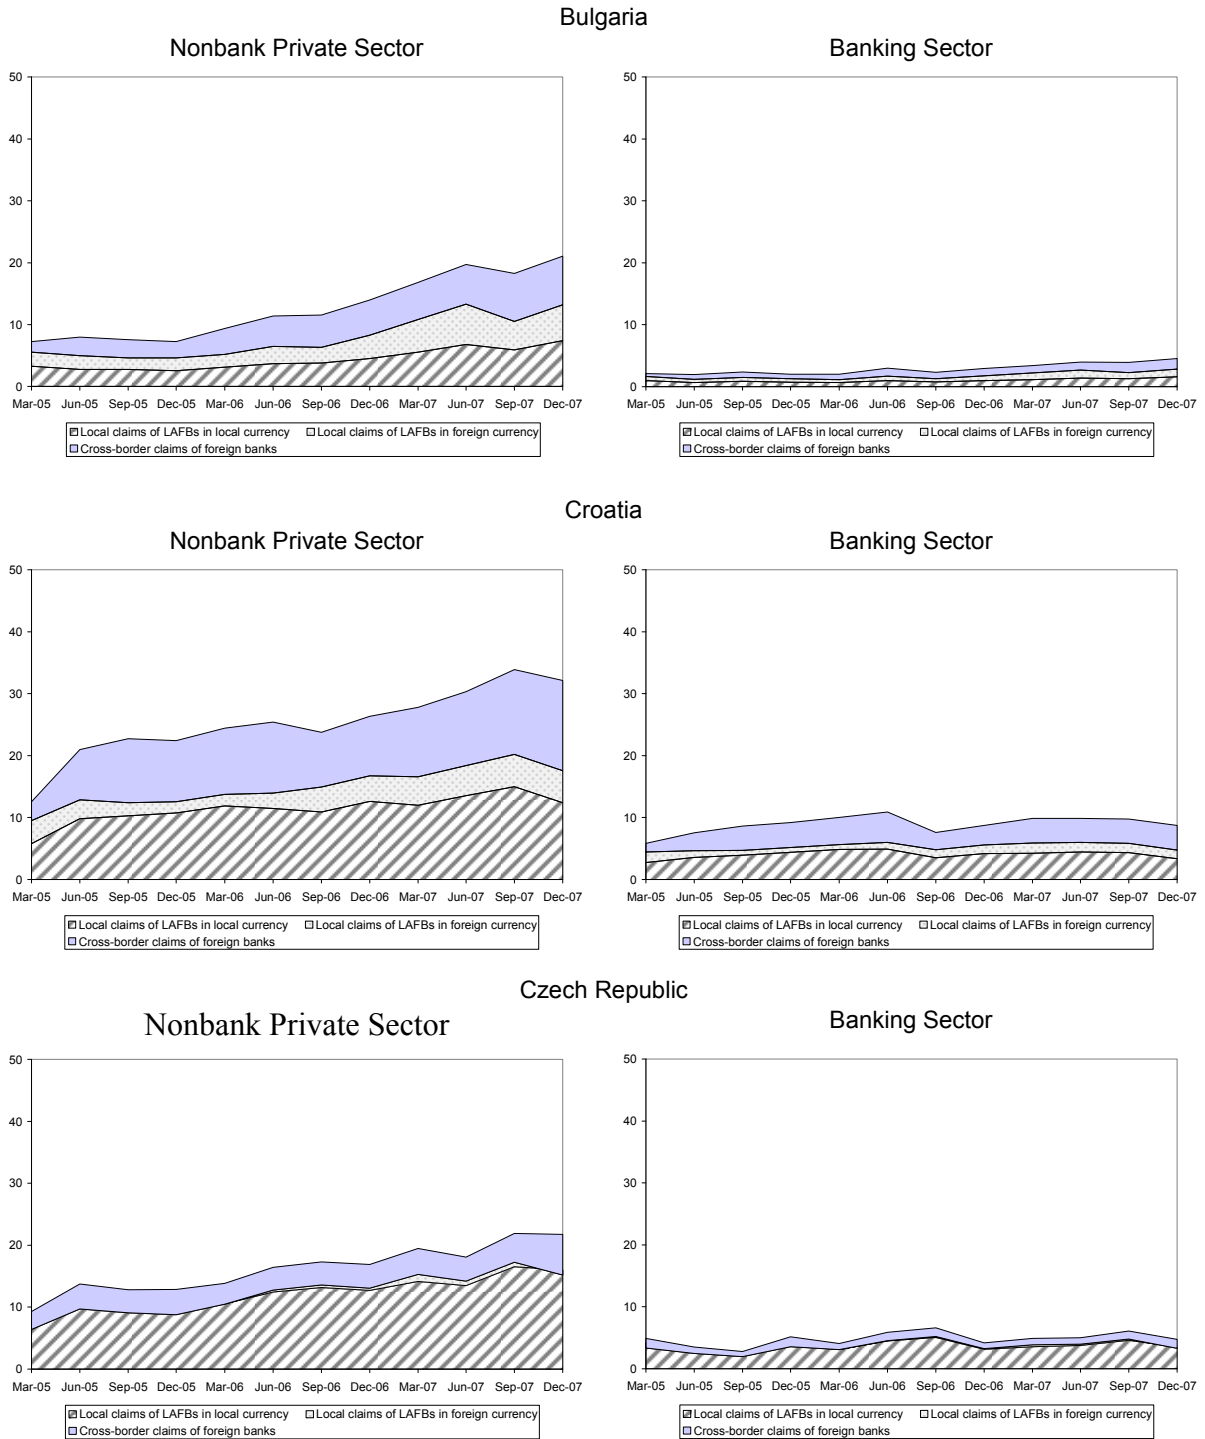 Bulgaria
Nonbank Private Sector
Banking Sector
50
40
30
20
10
0
Mar-05 Jun-05 Sep-05 Dec-05 Mar-06 Jun-06 Sep-06 Dec-06 Mar-07 Jun-07 Sep-07 Dec-07
Local claims of LAFBs in local currency Local claims of LAFBs in foreign currency
Cross-border claims of foreign banks
50
40
30
20
10
0
Mar-05 Jun-05 Sep-05 Dec-05 Mar-06 Jun-06 Sep-06 Dec-06 Mar-07 Jun-07 Sep-07 Dec-07
Local claims of LAFBs in local currency Local claims of LAFBs in foreign currency
Cross-border claims of foreign banks
Croatia
Nonbank Private Sector
Banking Sector
50
40
30
20
10
0
Mar-05 Jun-05 Sep-05 Dec-05 Mar-06 Jun-06 Sep-06 Dec-06 Mar-07 Jun-07 Sep-07 Dec-07
Local claims of LAFBs in local currency Local claims of LAFBs in foreign currency
Cross-border claims of foreign banks
50
40
30
20
10
0
Mar-05 Jun-05 Sep-05 Dec-05 Mar-06 Jun-06 Sep-06 Dec-06 Mar-07 Jun-07 Sep-07 Dec-07
Local claims of LAFBs in local currency Local claims of LAFBs in foreign currency
Cross-border claims of foreign banks
Czech Republic
Nonbank Private Sector
Banking Sector
50
40
30
20
10
0
Mar-05 Jun-05 Sep-05 Dec-05 Mar-06 Jun-06 Sep-06 Dec-06 Mar-07 Jun-07 Sep-07 Dec-07
Local claims of LAFBs in local currency Local claims of LAFBs in foreign currency
Cross-border claims of foreign banks
50
40
30
20
10
0
Mar-05 Jun-05 Sep-05 Dec-05 Mar-06 Jun-06 Sep-06 Dec-06 Mar-07 Jun-07 Sep-07 Dec-07
Local claims of LAFBs in local currency Local claims of LAFBs in foreign currency
Cross-border claims of foreign banks